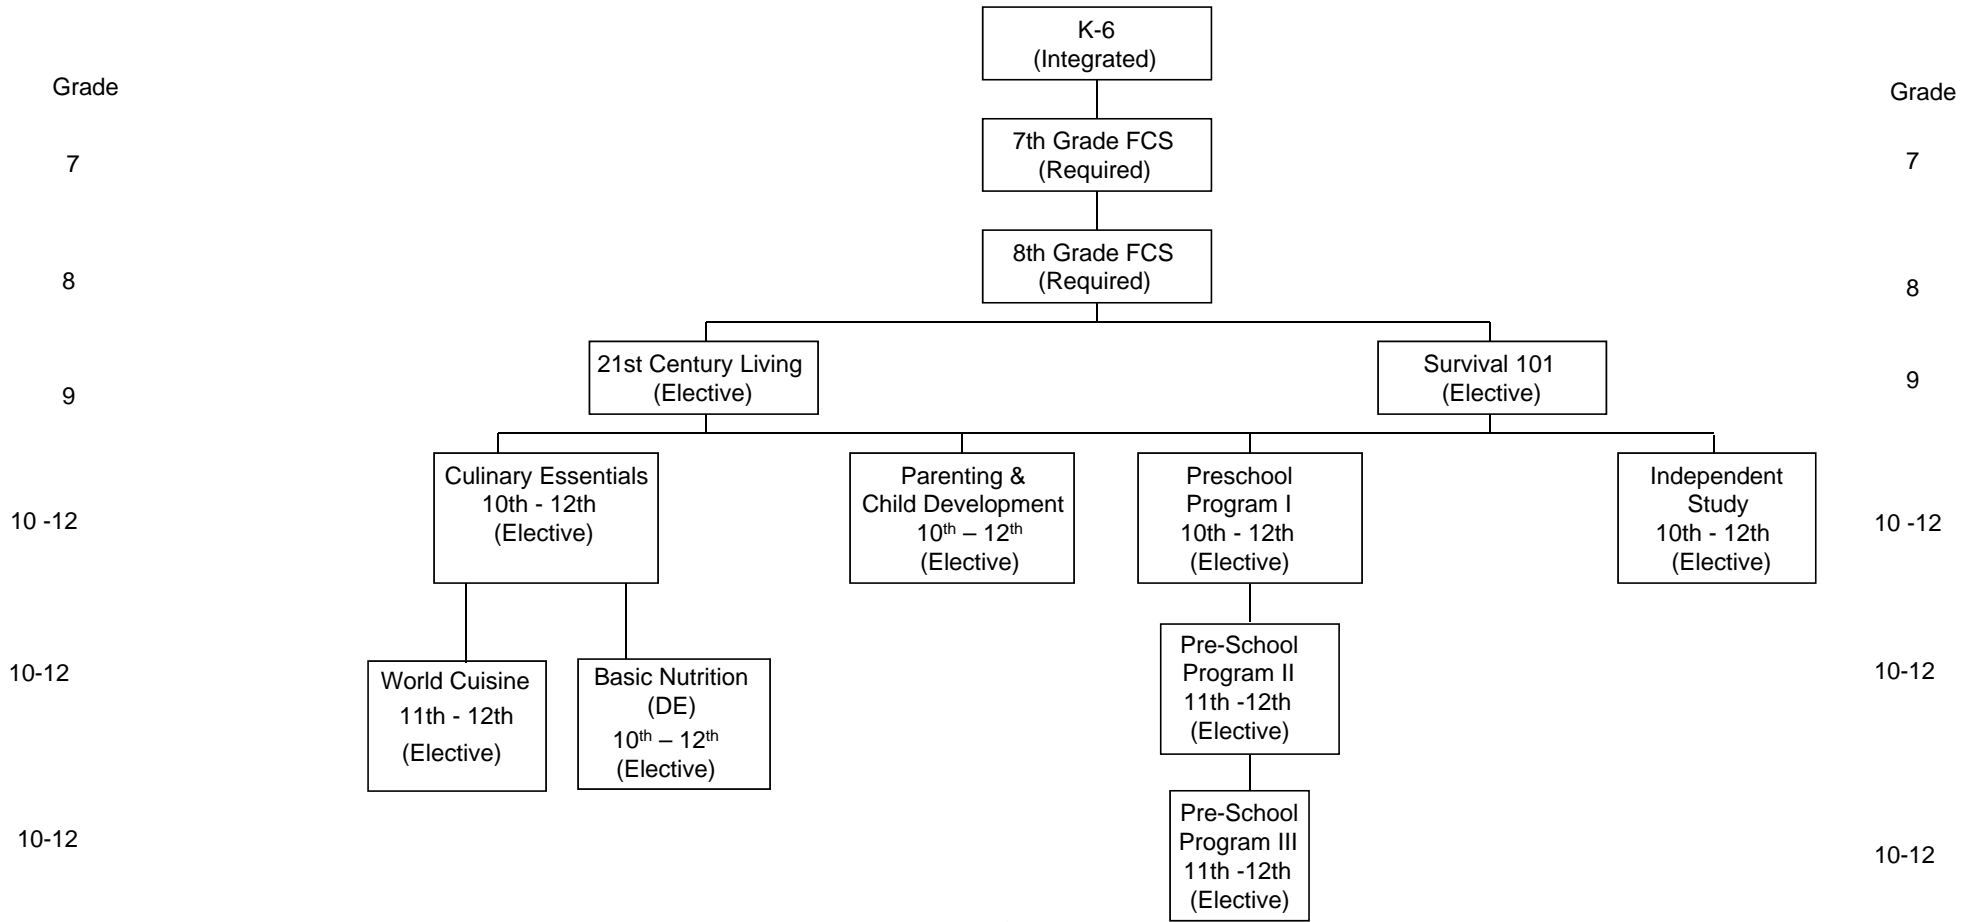 K-6
(Integrated)
Grade
Grade
7th Grade FCS
(Required)
7
7
8th Grade FCS
(Required)
8
8
21st Century Living
(Elective)
Survival 101
(Elective)
9
9
Culinary Essentials
10th - 12th
(Elective)
Parenting &
Child Development
10th – 12th
(Elective)
Preschool
Program I
10th - 12th
(Elective)
Independent
Study
10th - 12th
(Elective)
10 -12
10 -12
World Cuisine
11th - 12th
(Elective)
Basic Nutrition
(DE)
10th – 12th
(Elective)
Pre-School
Program II
11th -12th
(Elective)
10-12
10-12
Pre-School
Program III
11th -12th
(Elective)
10-12
10-12